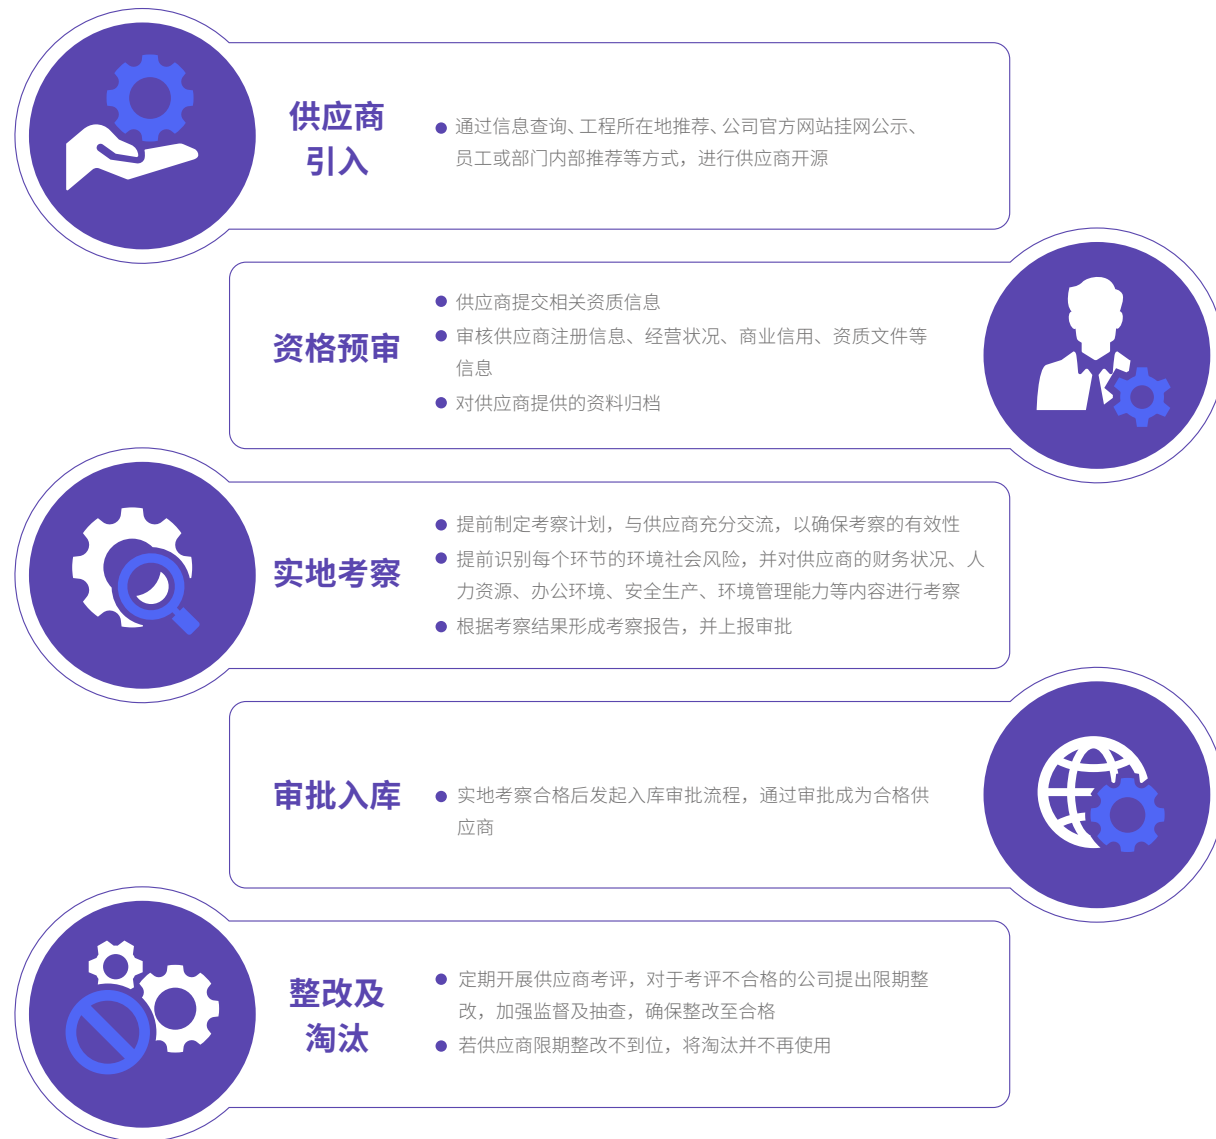 供应商
引入
通过信息查询、工程所在地推荐、公司官方网站挂网公示、
员工或部门内部推荐等方式，进行供应商开源
资格预审
供应商提交相关资质信息
审核供应商注册信息、经营状况、商业信用、资质文件等
信息
对供应商提供的资料归档
实地考察
提前制定考察计划，与供应商充分交流，以确保考察的有效性
提前识别每个环节的环境社会风险，并对供应商的财务状况、人
力资源、办公环境、安全生产、环境管理能力等内容进行考察
根据考察结果形成考察报告，并上报审批
审批入库
实地考察合格后发起入库审批流程，通过审批成为合格供
应商
整改及
淘汰
定期开展供应商考评，对于考评不合格的公司提出限期整
改，加强监督及抽查，确保整改至合格
若供应商限期整改不到位，将淘汰并不再使用